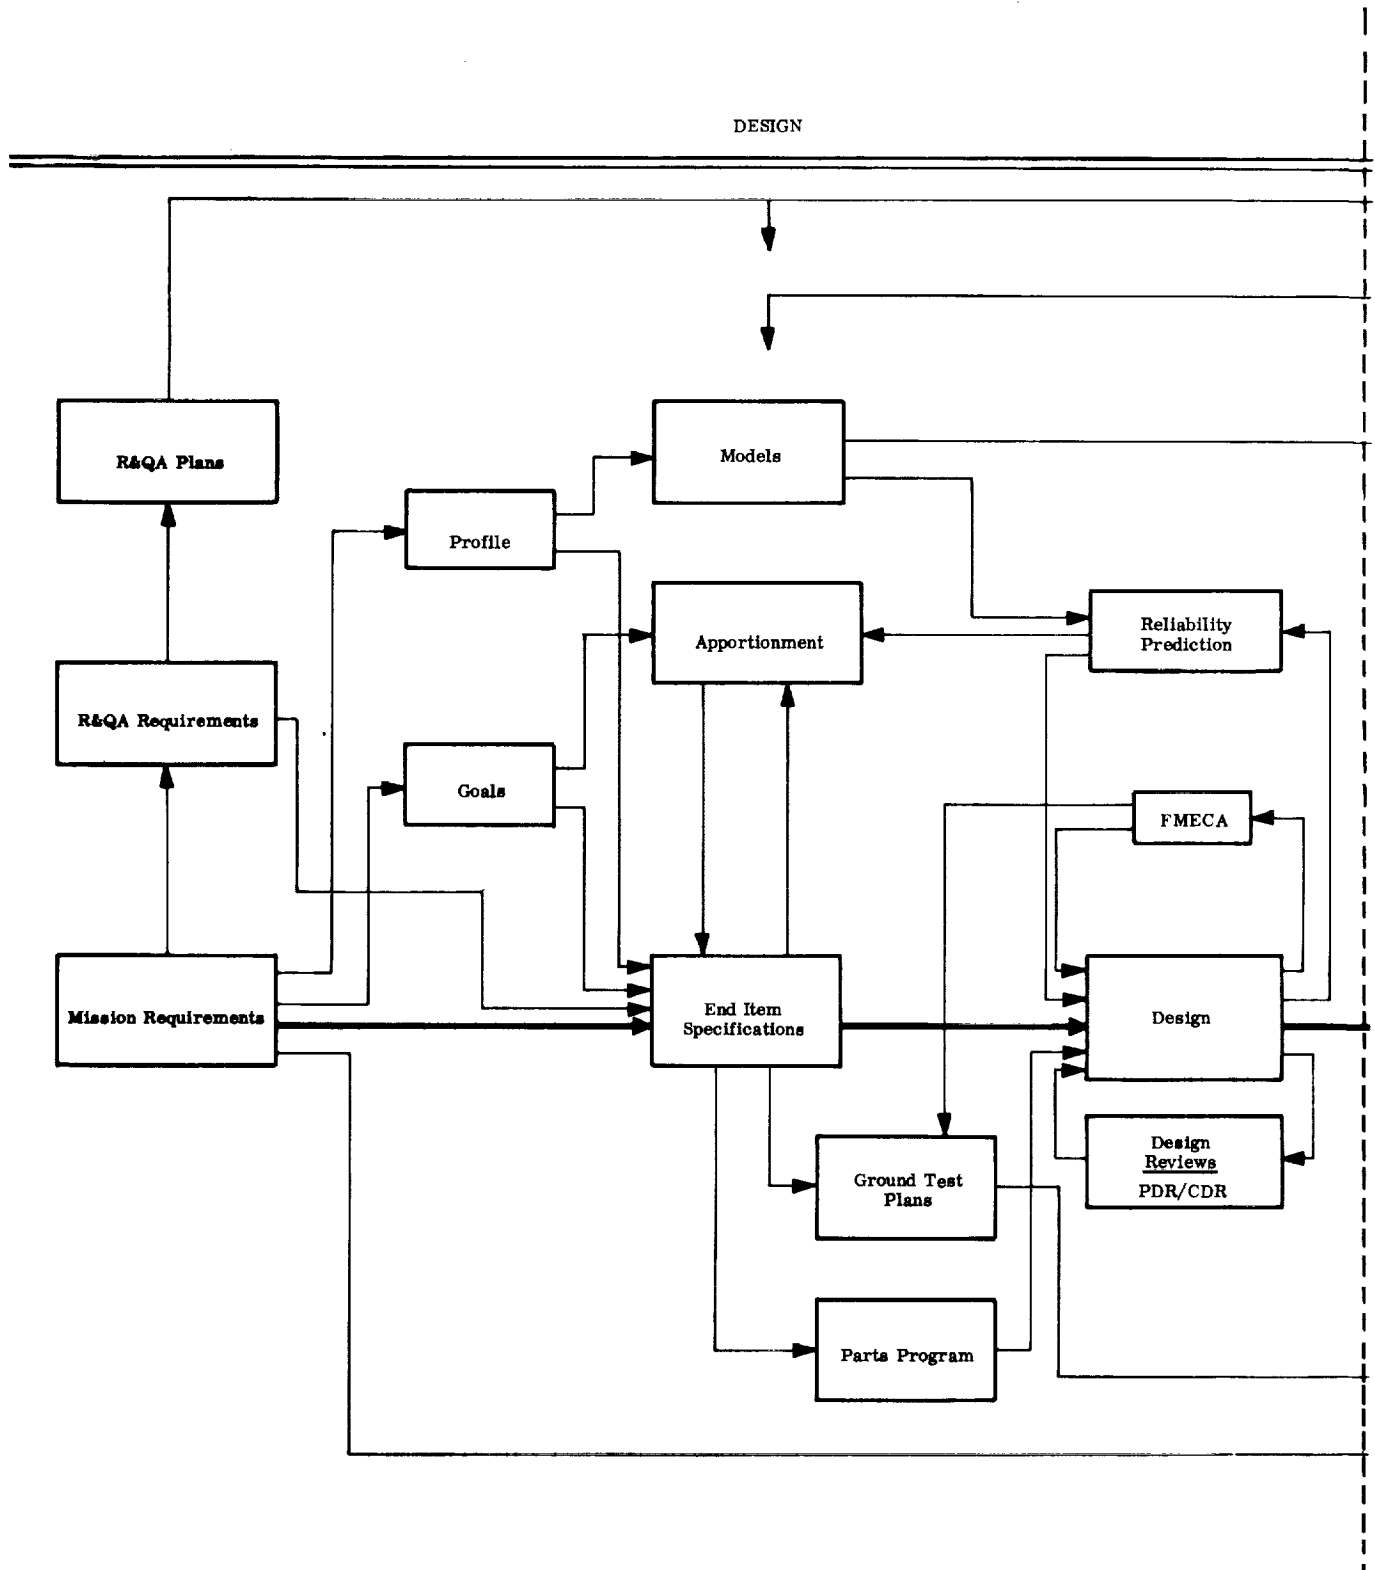 DESIGN
R&QA Plans
Models
Profile
Apportionment
Reliability
Prediction
R&QA Requirements
Goals
FMECA
Mission Requirements
End Item
Specifications
Design
Design
Reviews
PDR/CDR
Ground Test
Plans
Parts Program